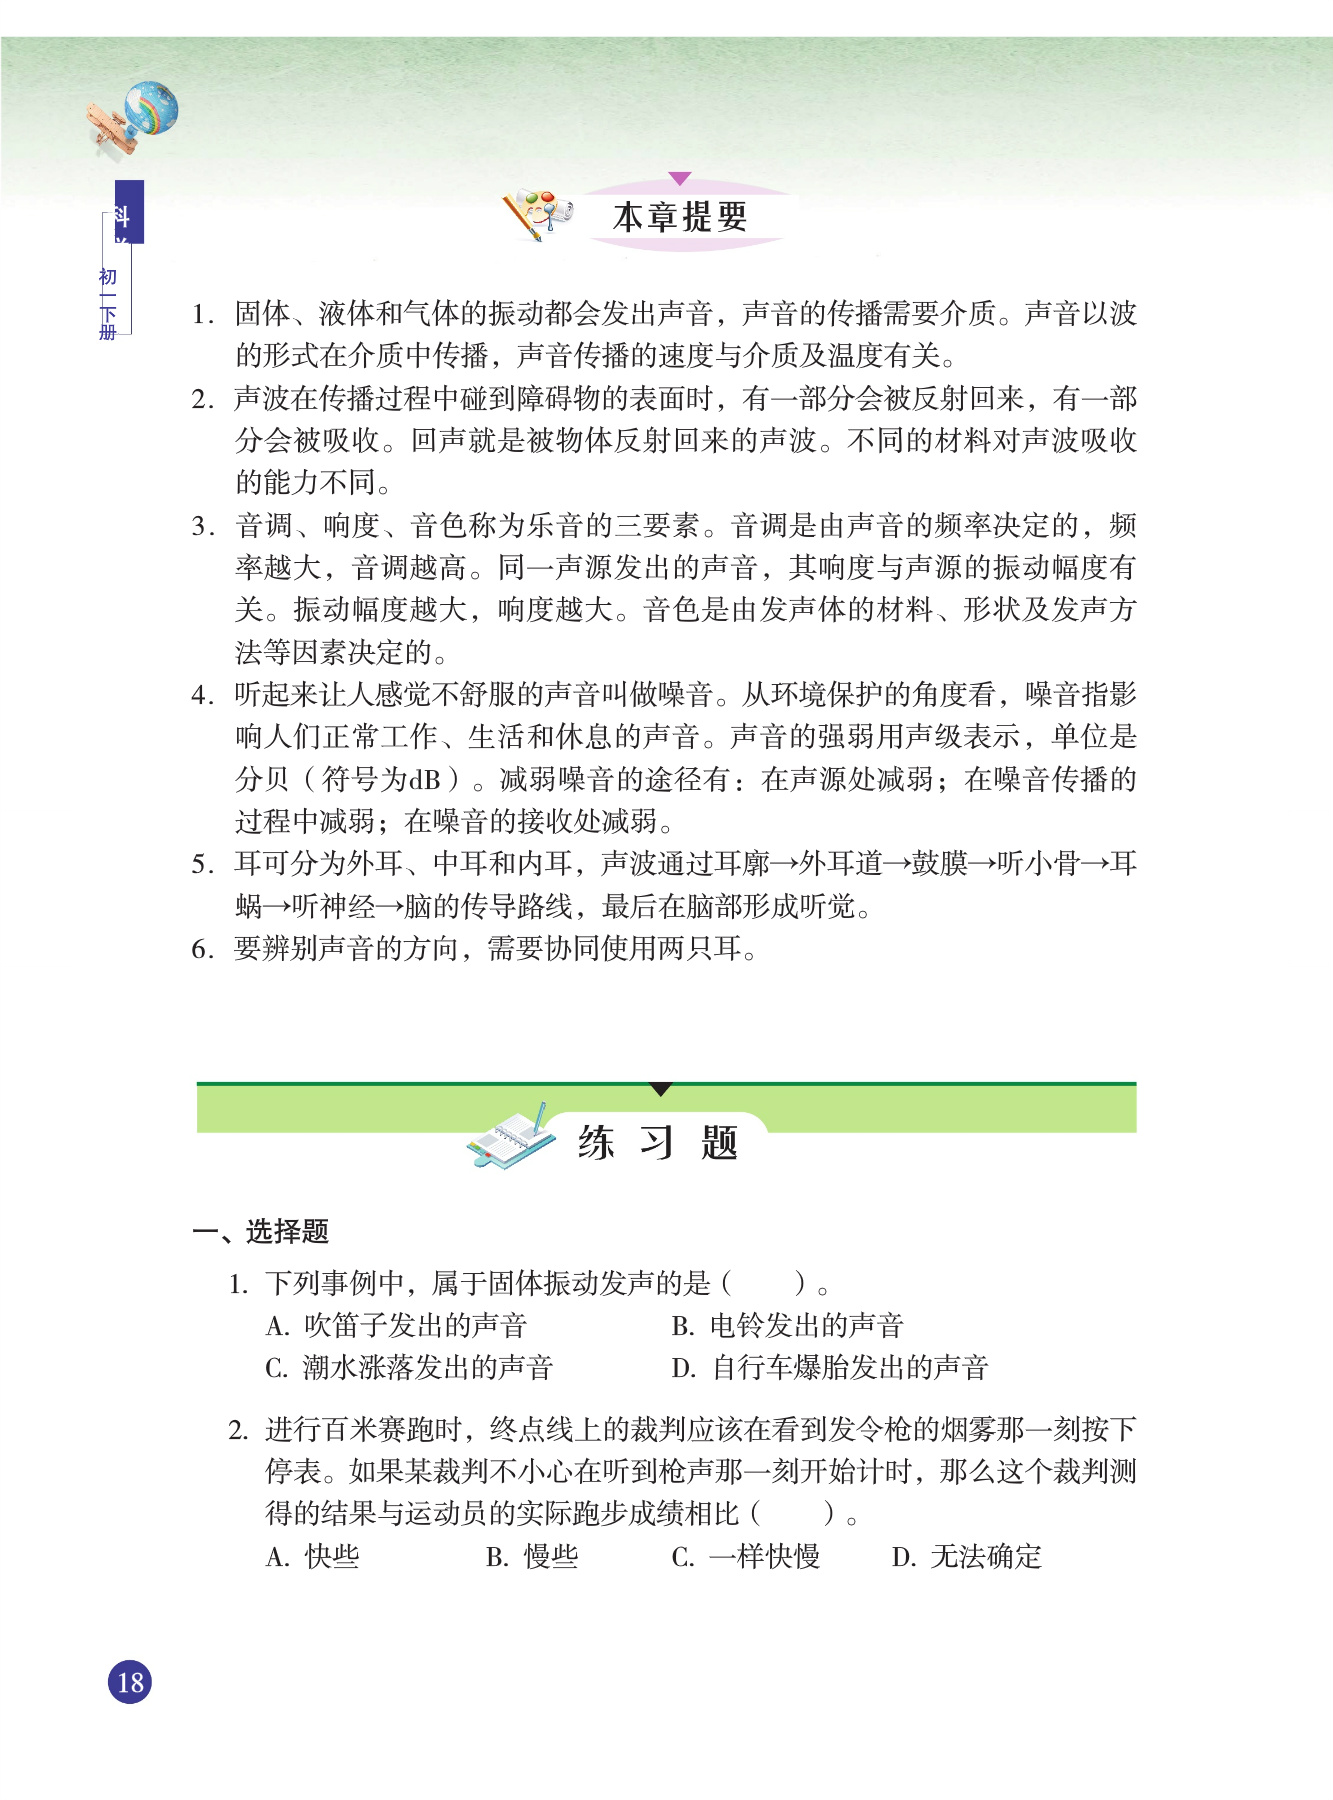 科
初一下册
本章提要
1. 固体、液体和气体的振动都会发出声音，声音的传播需要介质。声音以波
的形式在介质中传播，声音传播的速度与介质及温度有关。
2. 声波在传播过程中碰到障碍物的表面时，有一部分会被反射回来，有一部
分会被吸收。回声就是被物体反射回来的声波。不同的材料对声波吸收
的能力不同。
3. 音调、响度、音色称为乐音的三要素。音调是由声音的频率决定的，频
率越大，音调越高。同一声源发出的声音，其响度与声源的振动幅度有
关。振动幅度越大，响度越大。音色是由发声体的材料、形状及发声方
法等因素决定的。
4. 听起来让人感觉不舒服的声音叫做噪音。从环境保护的角度看，噪音指影
响人们正常工作、生活和休息的声音。声音的强弱用声级表示，单位是
分贝（符号为dB）。减弱噪音的途径有：在声源处减弱；在噪音传播的
过程中减弱；在噪音的接收处减弱。
5. 耳可分为外耳、中耳和内耳，声波通过耳廓→外耳道→鼓膜→听小骨→耳
蜗→听神经→脑的传导路线，最后在脑部形成听觉。
6. 要辨别声音的方向，需要协同使用两只耳。
练习题
一、选择题
1. 下列事例中，属于固体振动发声的是（　　）。
A. 吹笛子发出的声音 B. 电铃发出的声音
C. 潮水涨落发出的声音 D. 自行车爆胎发出的声音
2. 进行百米赛跑时，终点线上的裁判应该在看到发令枪的烟雾那一刻按下
停表。如果某裁判不小心在听到枪声那一刻开始计时，那么这个裁判测
得的结果与运动员的实际跑步成绩相比（　　）。
A. 快些 B. 慢些 C. 一样快慢 D. 无法确定
18